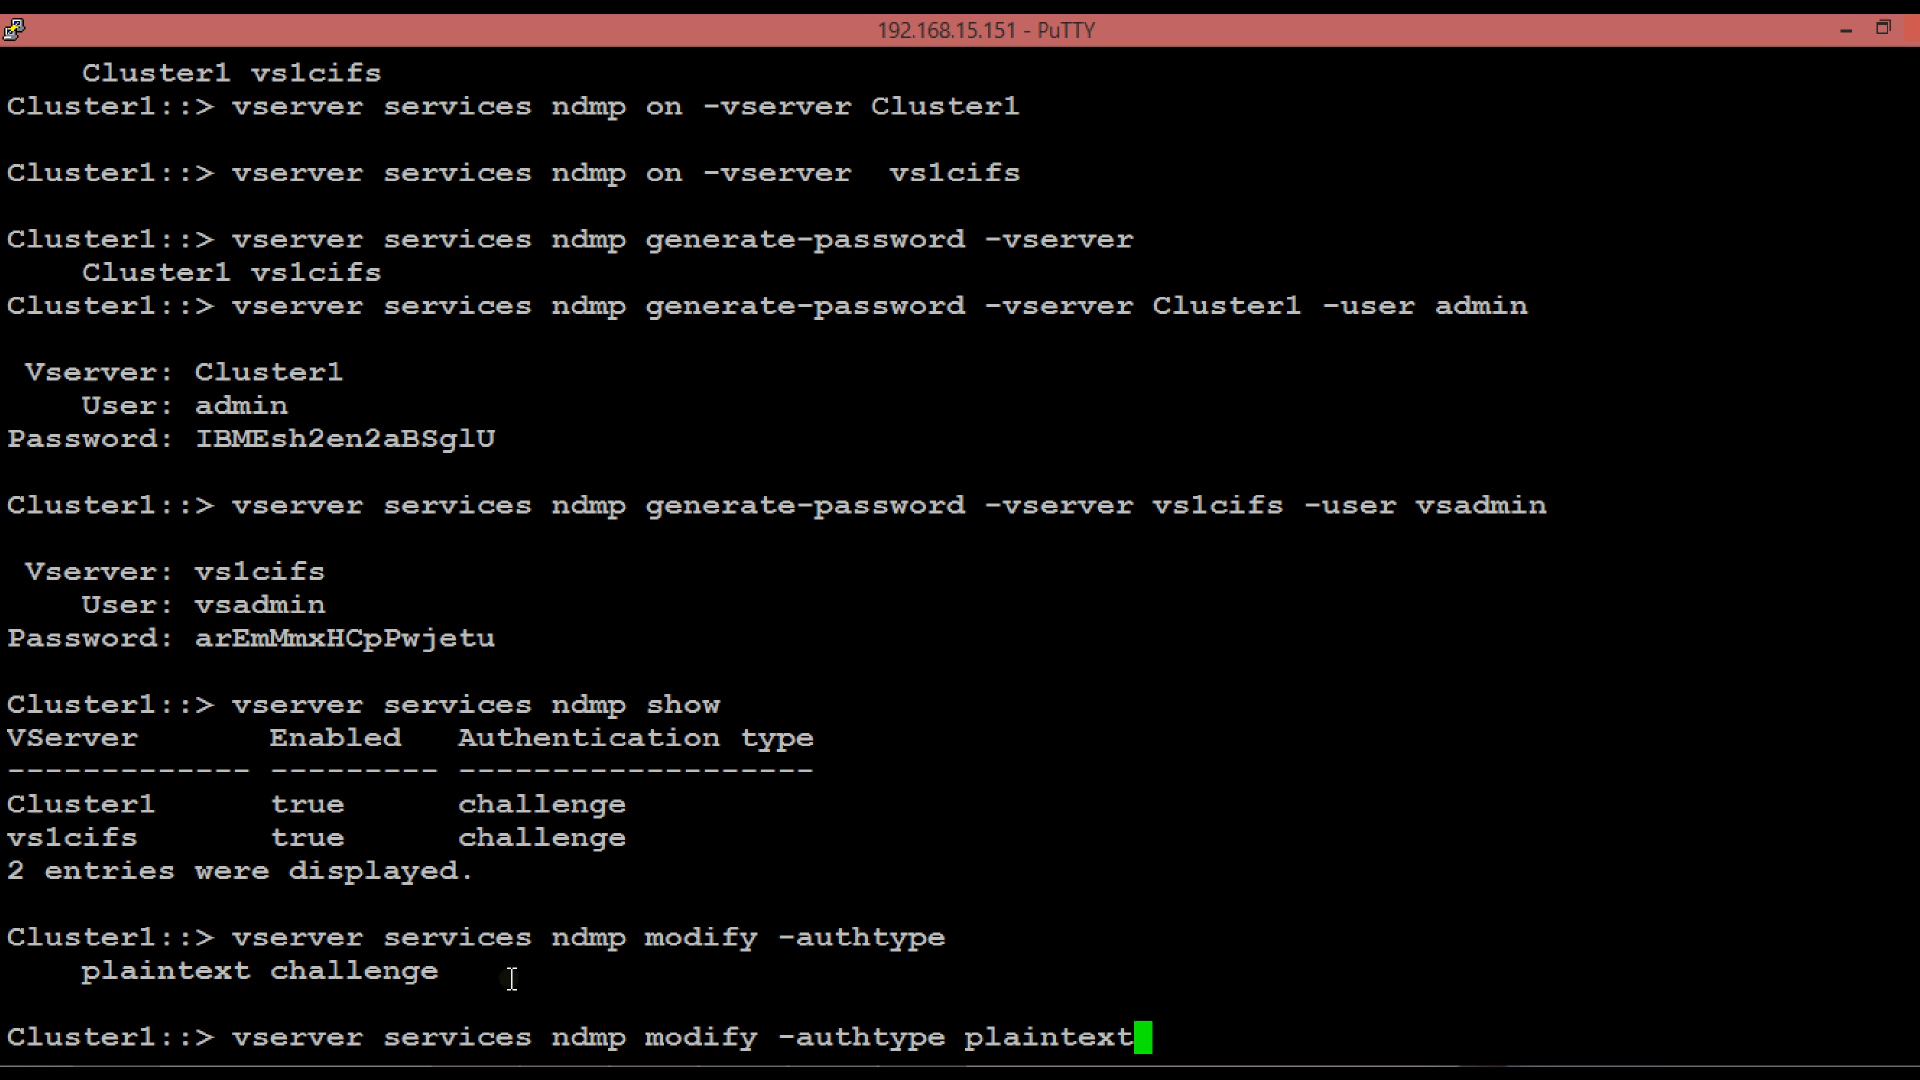 192.168.15.151 - PuTTY
Cluster1 vs1cifs
Cluster1::> vserver services ndmp on -vserver Cluster1
Cluster1::> vserver services ndmp on -vserver  vs1cifs
Cluster1::> vserver services ndmp generate-password -vserver
Cluster1 vs1cifs
Cluster1::> vserver services ndmp generate-password -vserver Cluster1 -user admin
Vserver: Cluster1
User: admin
Password: IBMEsh2en2aBSglU
Cluster1::> vserver services ndmp generate-password -vserver vs1cifs -user vsadmin
Vserver: vs1cifs
User: vsadmin
Password: arEmMmxHCpPwjetu
Cluster1::> vserver services ndmp show
VServer       Enabled   Authentication type
------------- --------- -------------------
Cluster1      true      challenge
vs1cifs       true      challenge
2 entries were displayed.
Cluster1::> vserver services ndmp modify -authtype
plaintext challenge
Cluster1::> vserver services ndmp modify -authtype plaintext